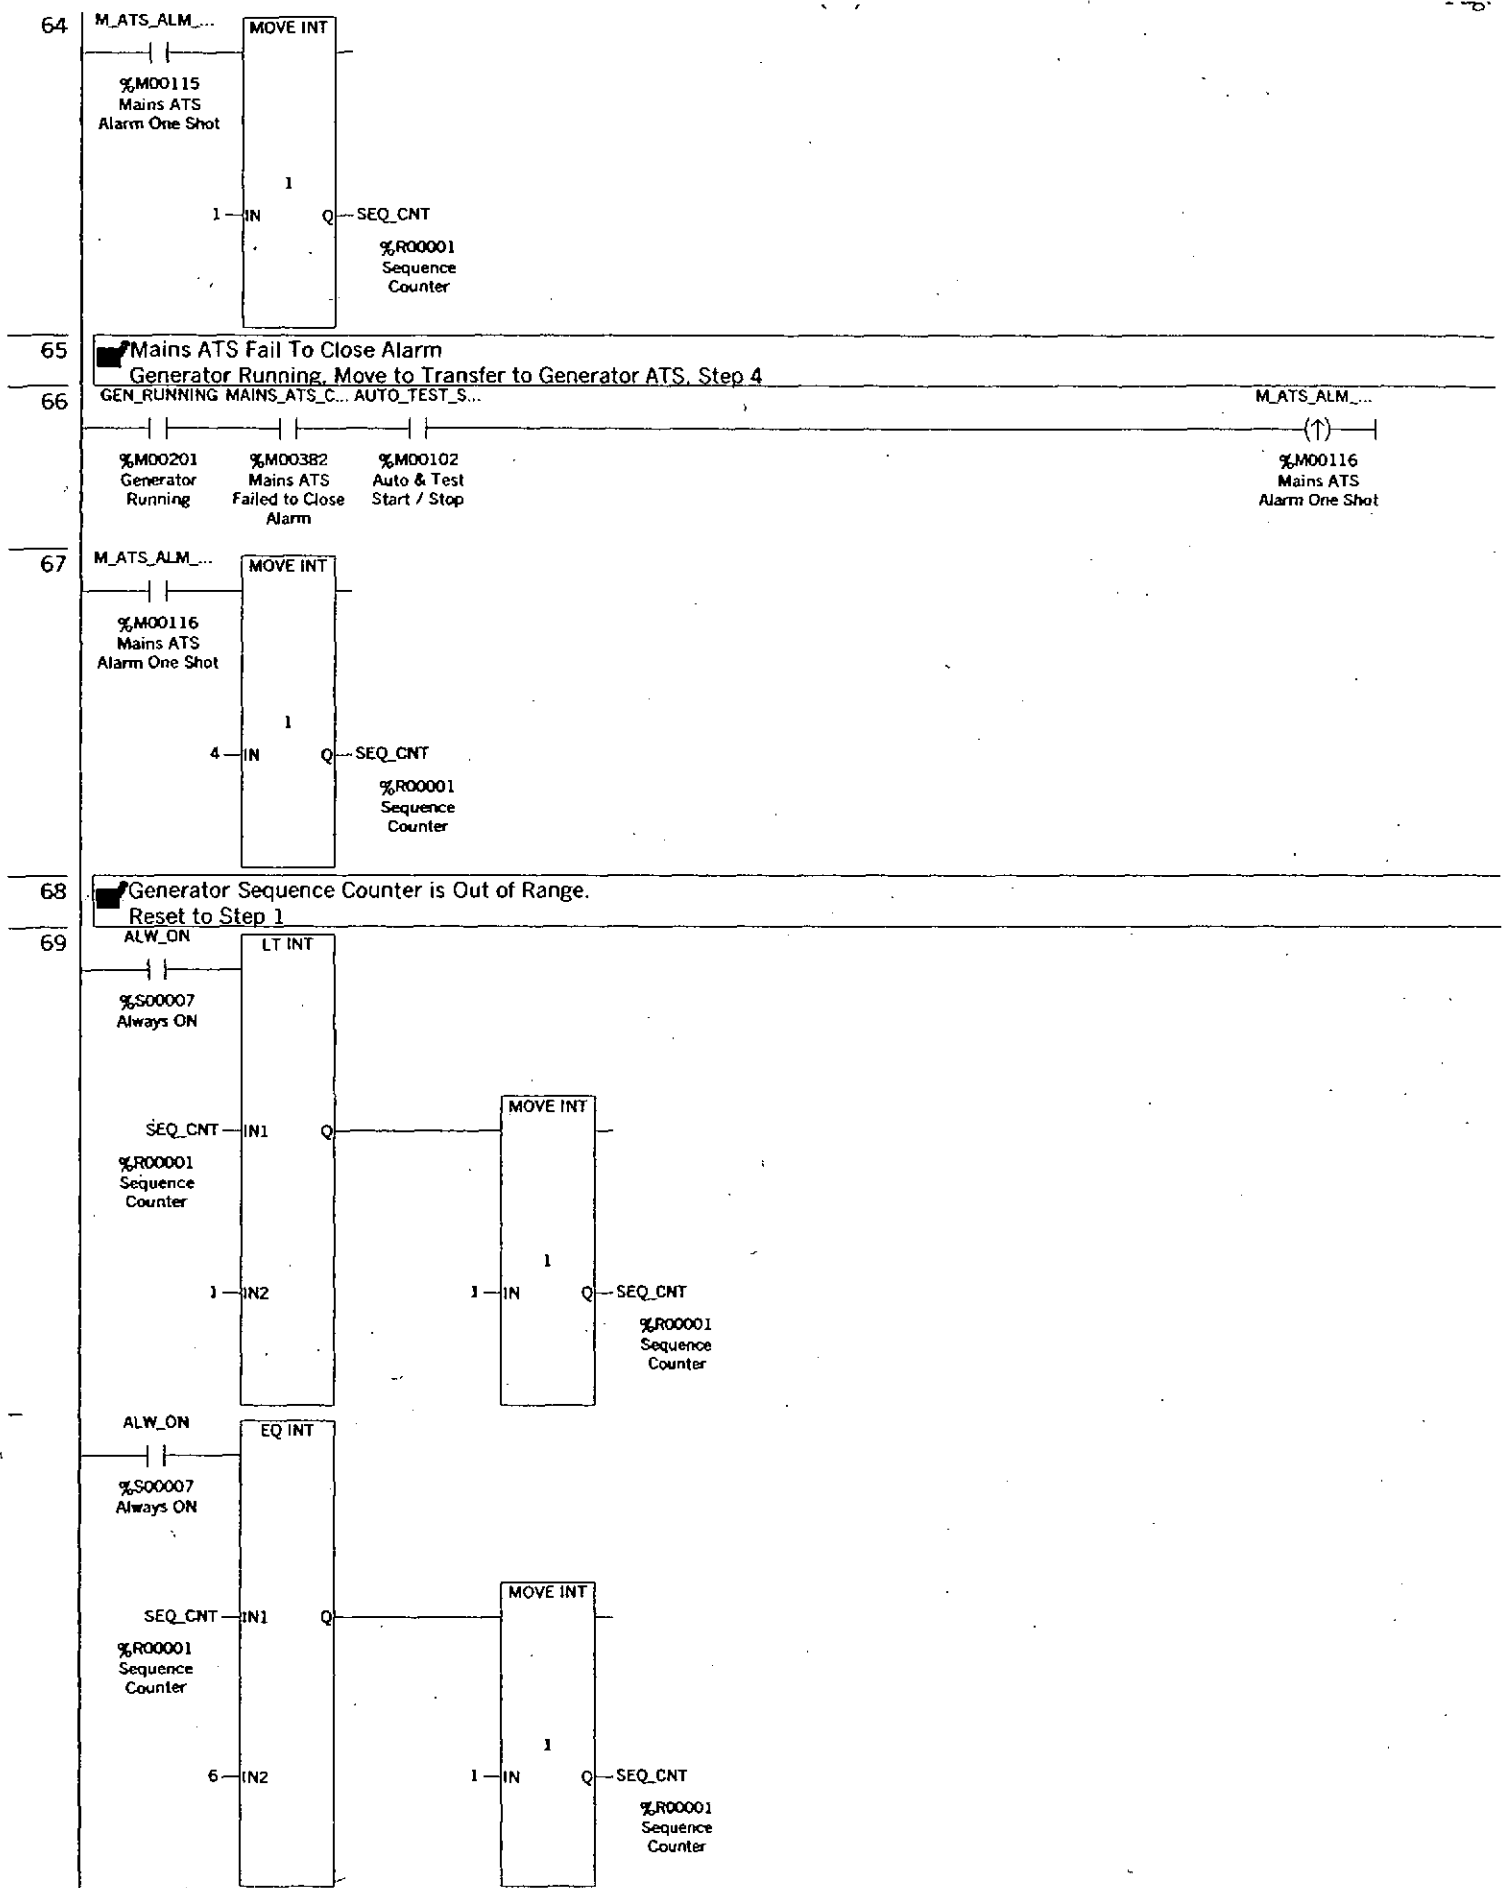 64
M_ATS_ALM_...
MOVE INT
%M00115
Mains ATS
Alarm One Shot
1
1 IN Q SEQ_CNT
%R00001
Sequence
Counter
65
Mains ATS Fail To Close Alarm
Generator Running, Move to Transfer to Generator ATS, Step 4
66
GEN_RUNNING MAINS_ATS_C... AUTO_TEST_S... M_ATS_ALM_...
(↑)
%M00201 %M00382 %M00102 %M00116
Generator Mains ATS Auto & Test Mains ATS
Running Failed to Close Start / Stop Alarm One Shot
Alarm
67
M_ATS_ALM_...
MOVE INT
%M00116
Mains ATS
Alarm One Shot
1
4 IN Q SEQ_CNT
%R00001
Sequence
Counter
68
Generator Sequence Counter is Out of Range.
Reset to Step 1
69
ALW_ON
LT INT
%S00007
Always ON
MOVE INT
SEQ_CNT IN1 Q
%R00001
Sequence
Counter
1
1 IN2 1 IN Q SEQ_CNT
%R00001
Sequence
Counter
ALW_ON
EQ INT
%S00007
Always ON
MOVE INT
SEQ_CNT IN1 Q
%R00001
Sequence
Counter
1
6 IN2 1 IN Q SEQ_CNT
%R00001
Sequence
Counter